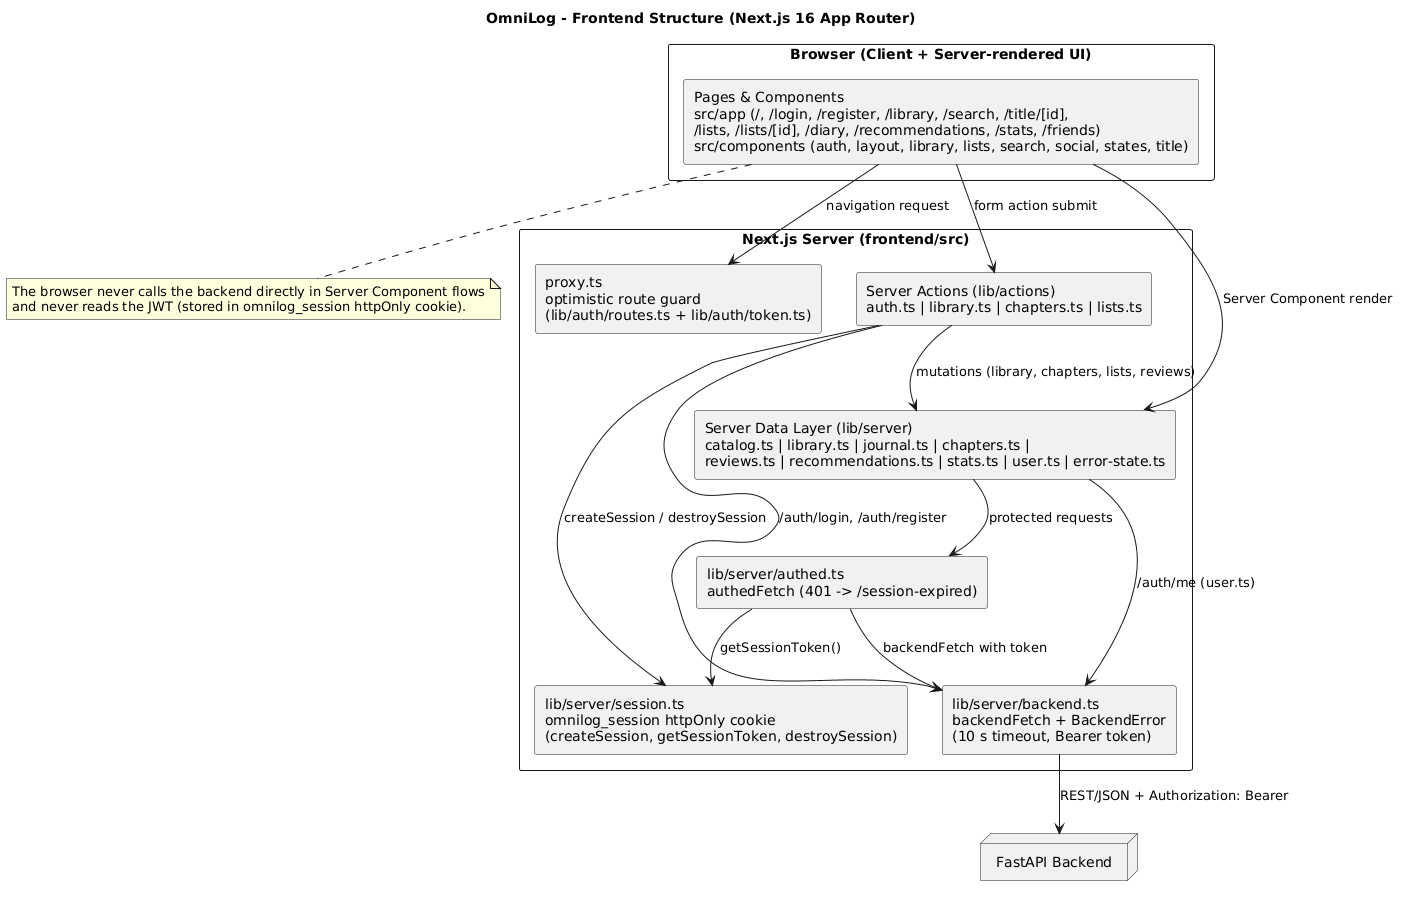 OmniLog - Frontend Structure (Next.js 16 App Router)
Browser (Client + Server-rendered UI)
Pages & Components
src/app (/, /login, /register, /library, /search, /title/[id],
/lists, /lists/[id], /diary, /recommendations, /stats, /friends)
src/components (auth, layout, library, lists, search, social, states, title)
navigation request
form action submit
Next.js Server (frontend/src)
The browser never calls the backend directly in Server Component flows
and never reads the JWT (stored in omnilog_session httpOnly cookie).
proxy.ts
optimistic route guard
(lib/auth/routes.ts + lib/auth/token.ts)
Server Actions (lib/actions)
auth.ts | library.ts | chapters.ts | lists.ts
Server Component render
mutations (library, chapters, lists, reviews)
Server Data Layer (lib/server)
catalog.ts | library.ts | journal.ts | chapters.ts |
reviews.ts | recommendations.ts | stats.ts | user.ts | error-state.ts
createSession / destroySession
/auth/login, /auth/register
protected requests
lib/server/authed.ts
authedFetch (401 -> /session-expired)
/auth/me (user.ts)
getSessionToken()
backendFetch with token
lib/server/session.ts
omnilog_session httpOnly cookie
(createSession, getSessionToken, destroySession)
lib/server/backend.ts
backendFetch + BackendError
(10 s timeout, Bearer token)
REST/JSON + Authorization: Bearer
FastAPI Backend